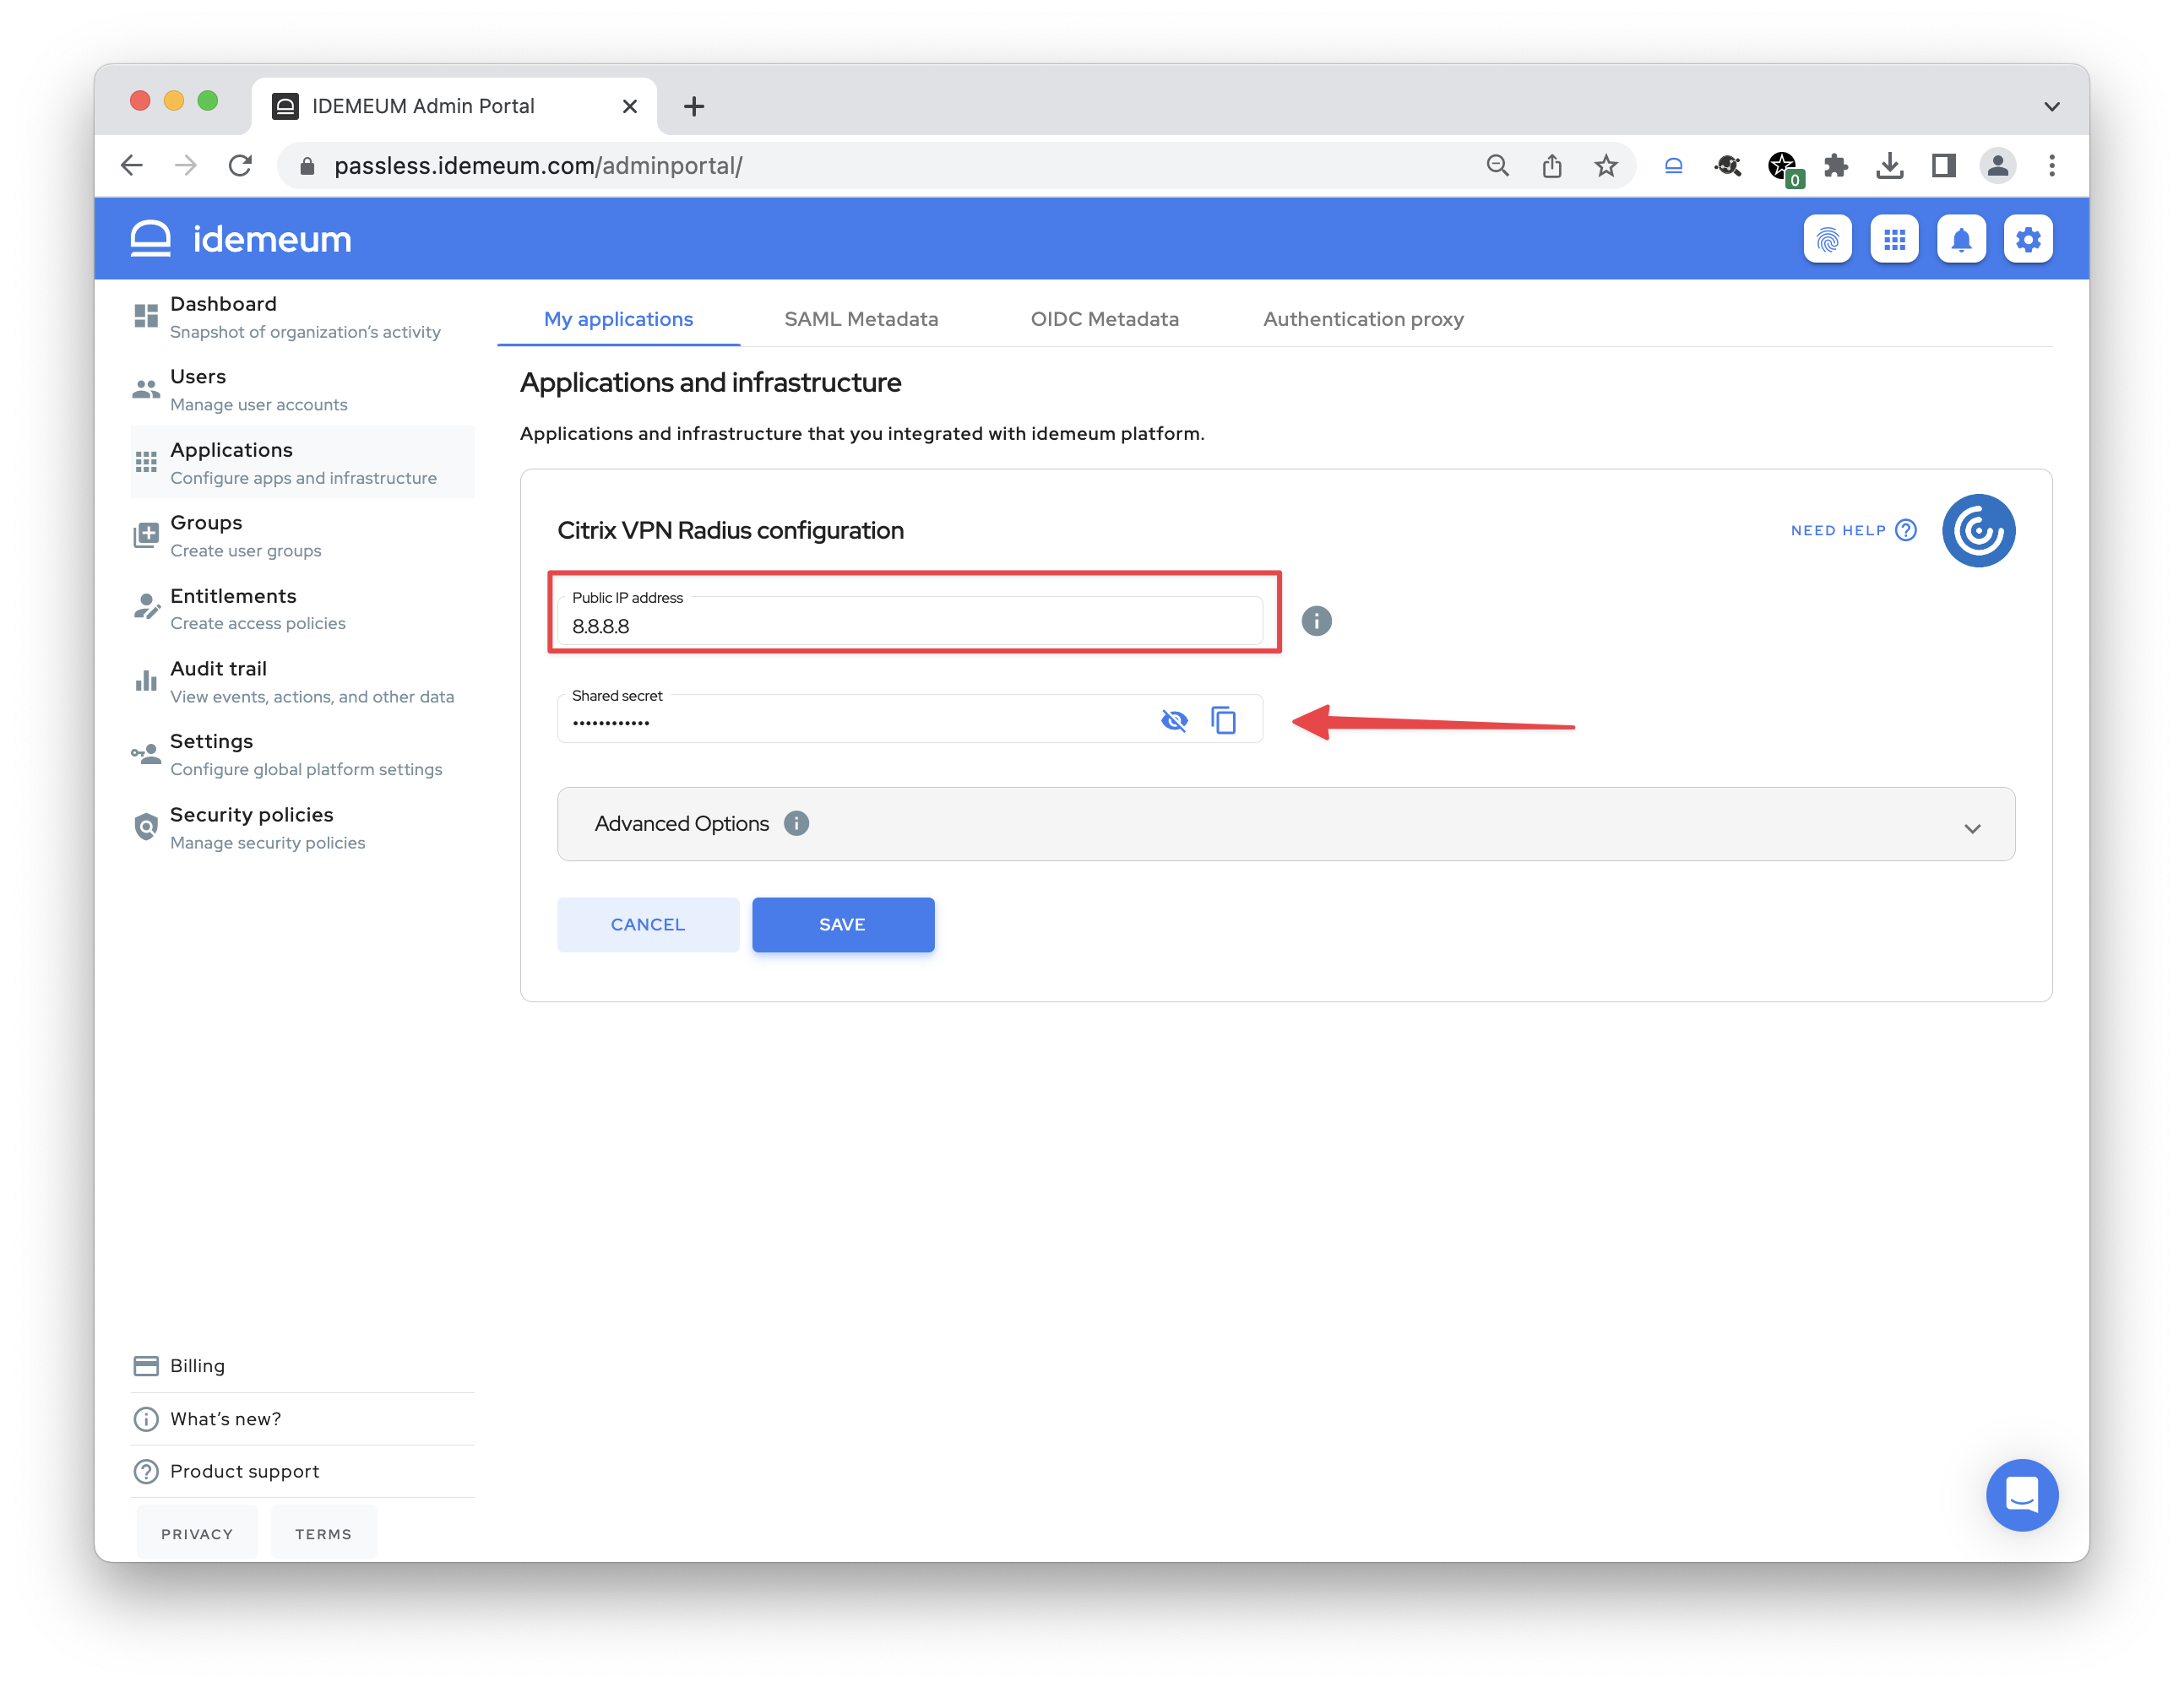 IDEMEUM Admin Portal
passless.idemeum.com/adminportal/
0
idemeum
Dashboard
Snapshot of organization's activity
Users
Manage user accounts
Applications
Configure apps and infrastructure
Groups
Create user groups
Entitlements
Create access policies
Audit trail
View events, actions, and other data
Settings
Configure global platform settings
Security policies
Manage security policies
Billing
What's new?
Product support
PRIVACY TERMS
My applications SAML Metadata OIDC Metadata Authentication proxy
Applications and infrastructure
Applications and infrastructure that you integrated with idemeum platform.
Citrix VPN Radius configuration
NEED HELP
Public IP address
8.8.8.8
Shared secret
••••••••••••
Advanced Options
CANCEL SAVE